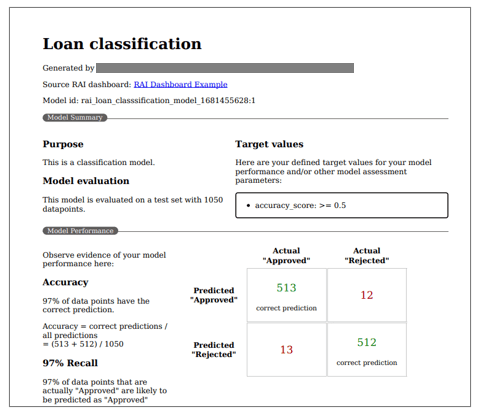 Loan classification
Generated by
Source RAI dashboard: RAI Dashboard Example
Model id: rai_loan_classsification_model_1681455628:1
Model Summary
Purpose
This is a classification model.
Model evaluation
This model is evaluated on a test set with 1050
datapoints.
Target values
Here are your defined target values for your model
performance and/or other model assessment
parameters:
• accuracy_score: >= 0.5
Model Performance
Observe evidence of your model
performance here:
Accuracy
97% of data points have the
correct prediction.
Accuracy = correct predictions /
all predictions
= (513 + 512) / 1050
97% Recall
97% of data points that are
actually "Approved" are likely to
be predicted as "Approved"
Actual
"Approved"
Actual
"Rejected"
Predicted
"Approved"
513
correct prediction
12
Predicted
"Rejected"
13
512
correct prediction